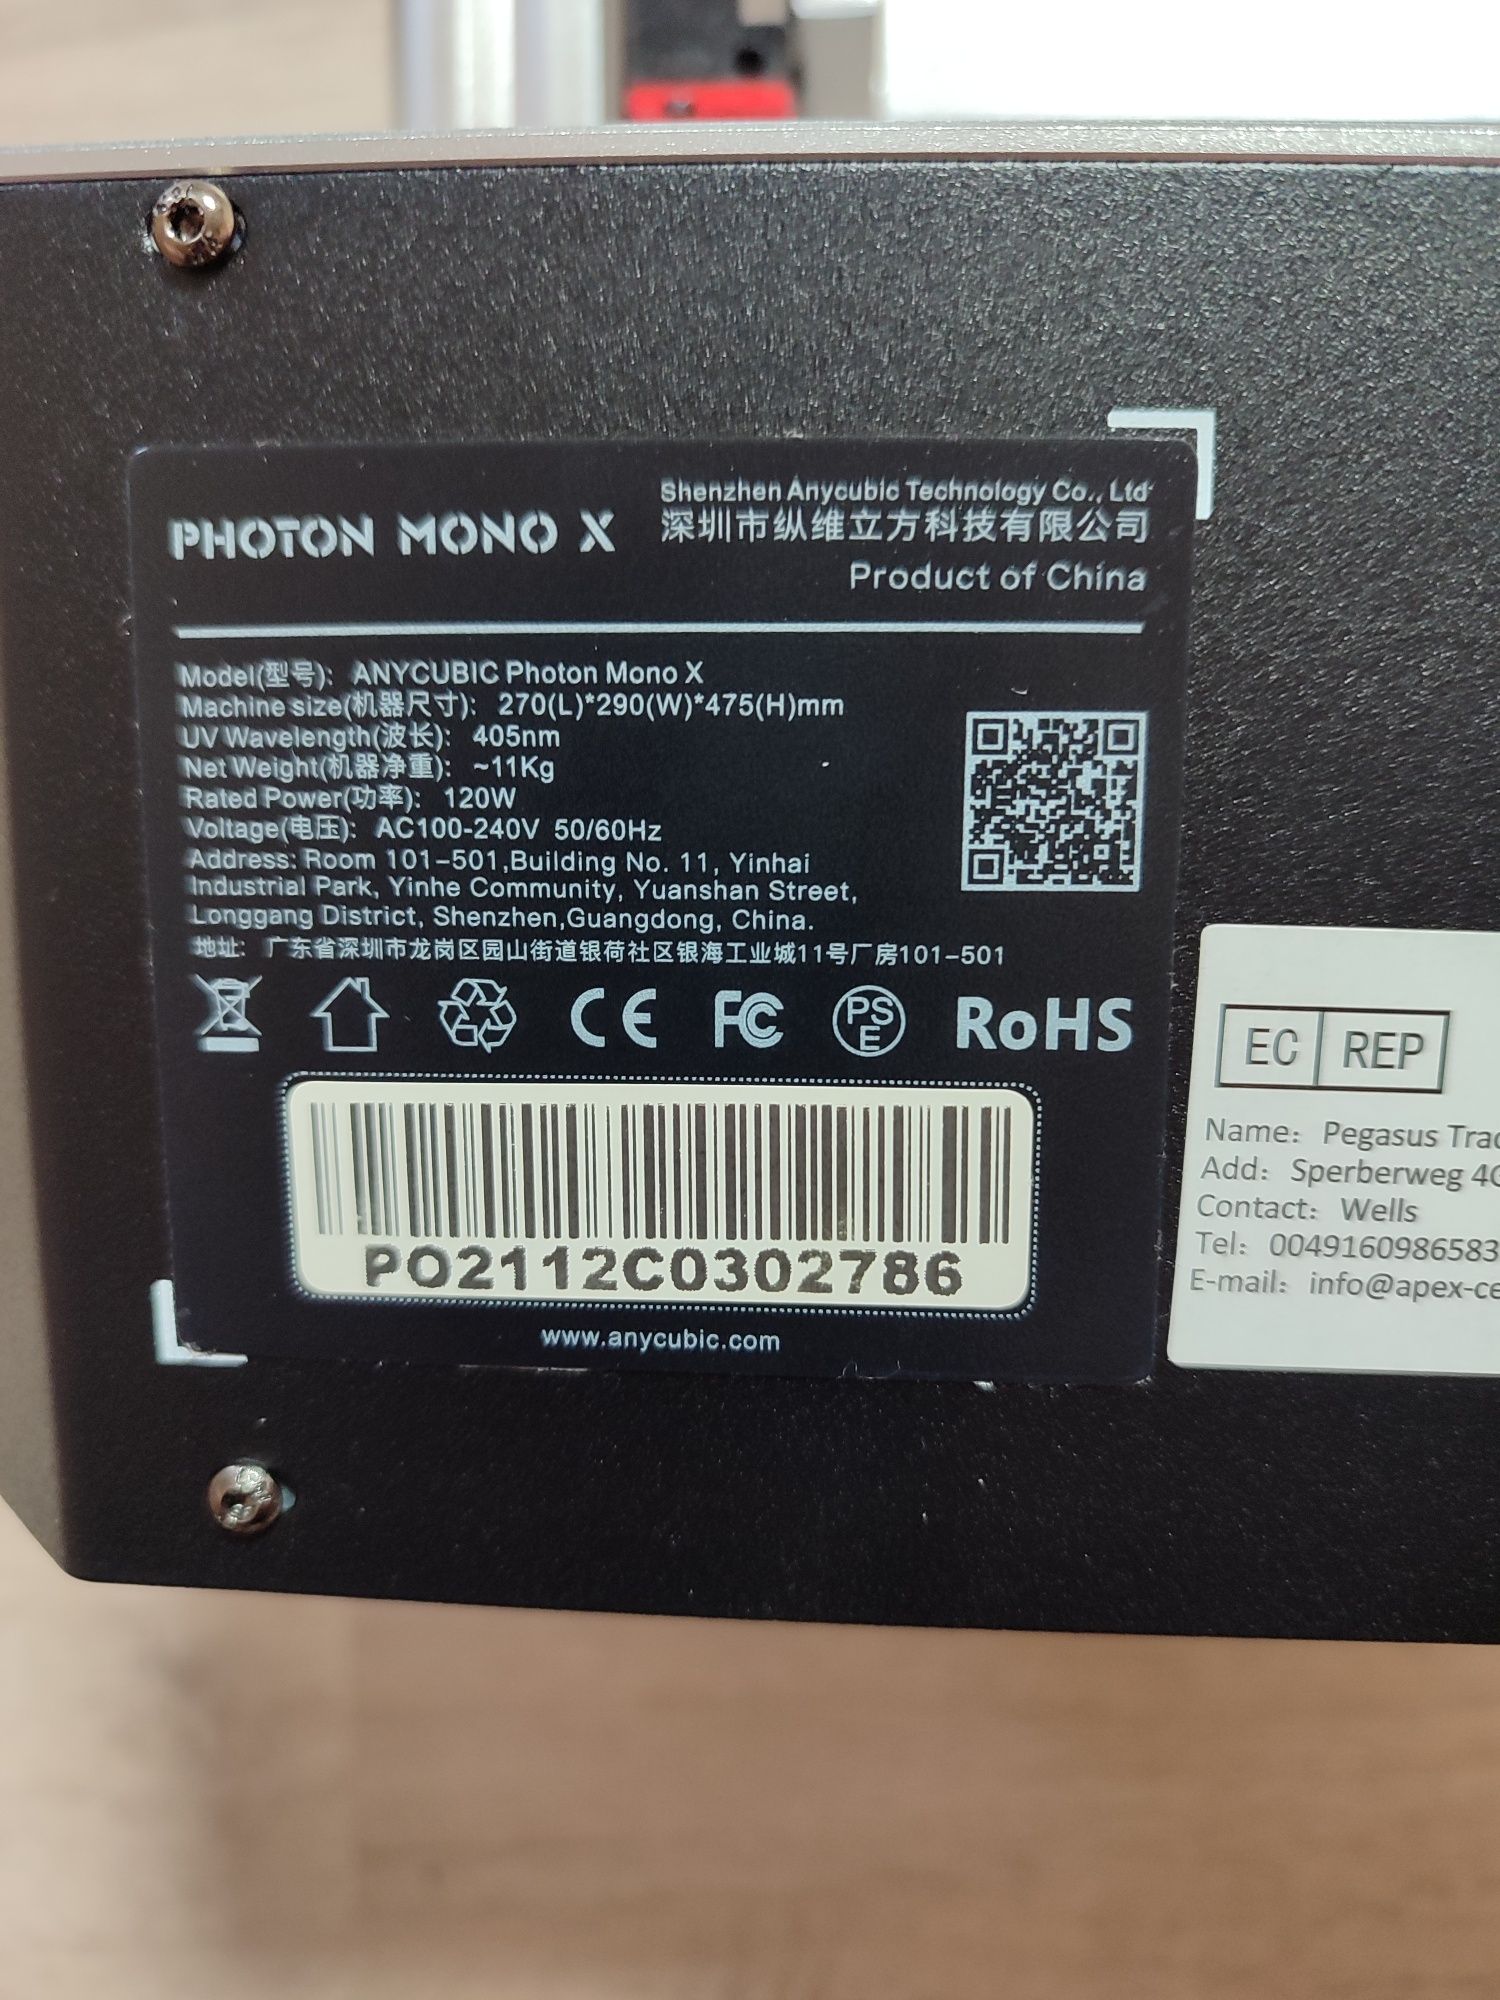 PHOTON MONO X
Shenzhen Anycubic Technology Co., Ltd
深圳市纵维立方科技有限公司
Product of China
Model(型号): ANYCUBIC Photon Mono X
Machine size(机器尺寸): 270(L)*290(W)*475(H)mm
UV Wavelength(波长): 405nm
Net Weight(机器净重): ~11Kg
Rated Power(功率): 120W
Voltage(电压): AC100-240V 50/60Hz
Address: Room 101-501,Building No. 11, Yinhai
Industrial Park, Yinhe Community, Yuanshan Street,
Longgang District, Shenzhen,Guangdong, China.
地址: 广东省深圳市龙岗区园山街道银荷社区银海工业城11号厂房101-501
CE FC PSE RoHS
PO2112C0302786
www.anycubic.com
EC REP
Name: Pegasus
Add: Sperberweg
Contact: Wells
Tel: 0049160986583
E-mail: info@apex-ce